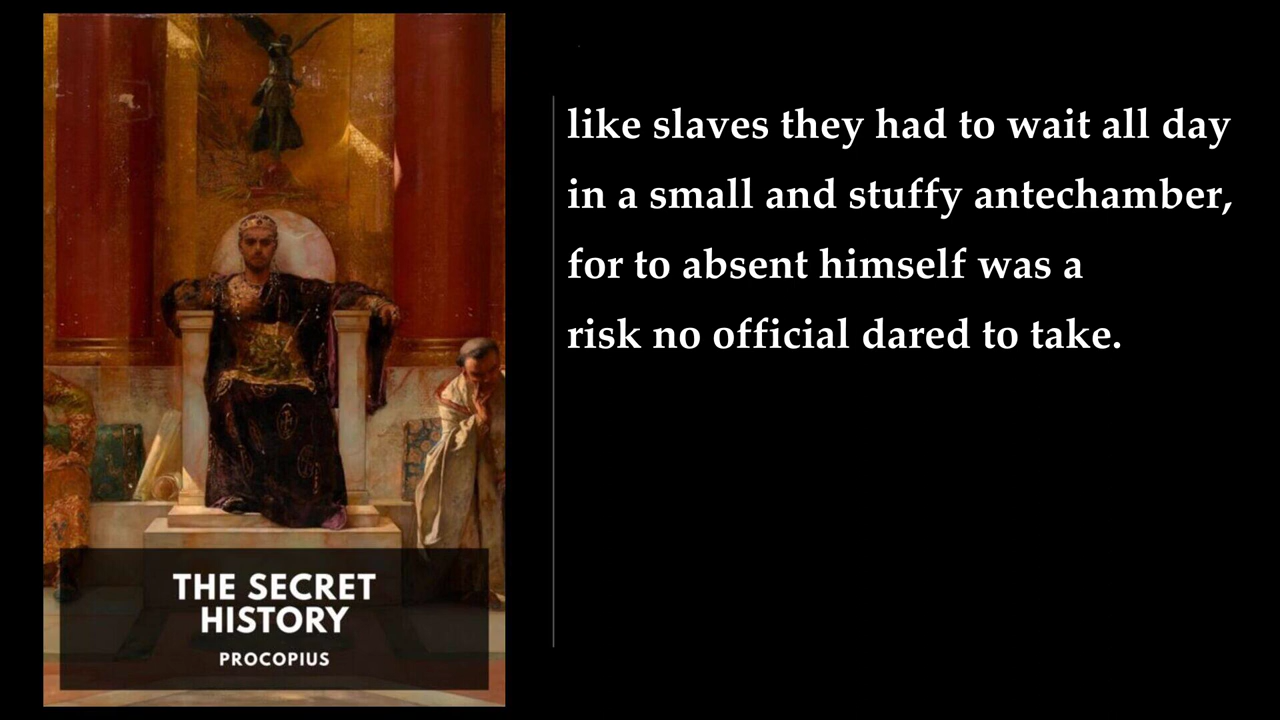 THE SECRET
HISTORY
PROCOPIUS
like slaves they had to wait all day
in a small and stuffy antechamber,
for to absent himself was a
risk no official dared to take.